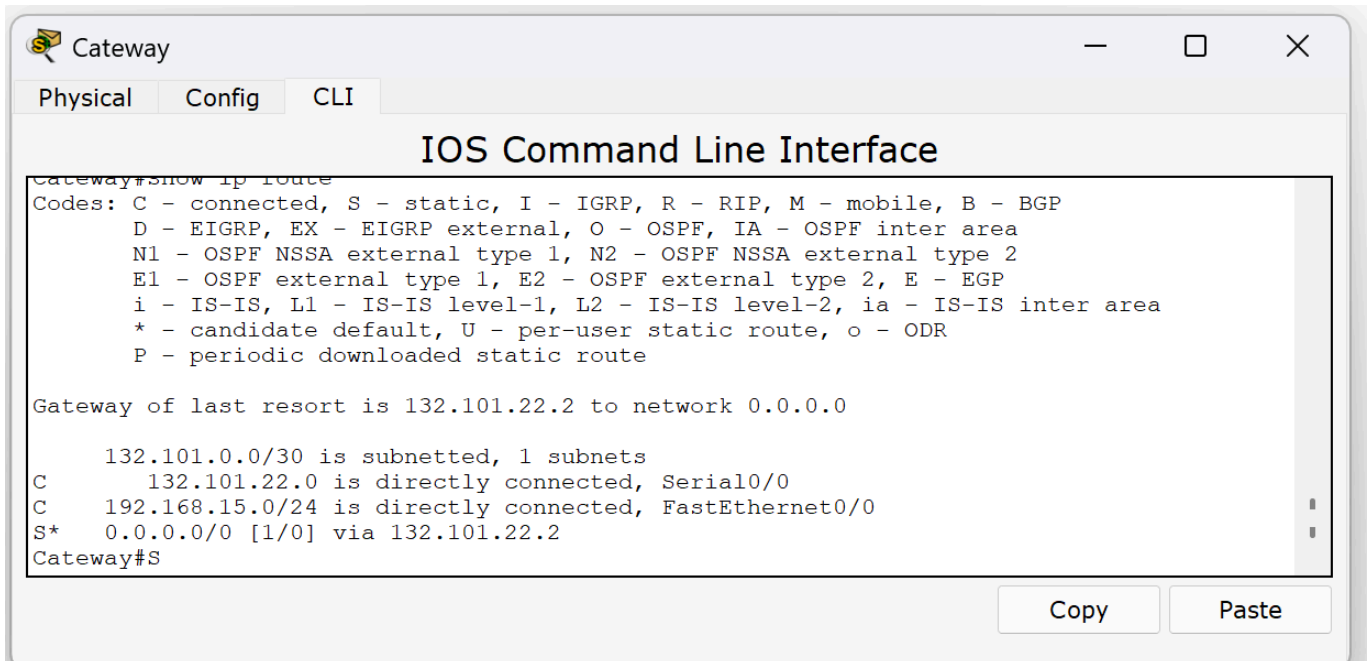 Cateway
Physical Config CLI
IOS Command Line Interface
Cateway#show ip route
Codes: C - connected, S - static, I - IGRP, R - RIP, M - mobile, B - BGP
D - EIGRP, EX - EIGRP external, O - OSPF, IA - OSPF inter area
N1 - OSPF NSSA external type 1, N2 - OSPF NSSA external type 2
E1 - OSPF external type 1, E2 - OSPF external type 2, E - EGP
i - IS-IS, L1 - IS-IS level-1, L2 - IS-IS level-2, ia - IS-IS inter area
* - candidate default, U - per-user static route, o - ODR
P - periodic downloaded static route
Gateway of last resort is 132.101.22.2 to network 0.0.0.0
132.101.0.0/30 is subnetted, 1 subnets
C 132.101.22.0 is directly connected, Serial0/0
C 192.168.15.0/24 is directly connected, FastEthernet0/0
S* 0.0.0.0/0 [1/0] via 132.101.22.2
Cateway#S
Copy Paste